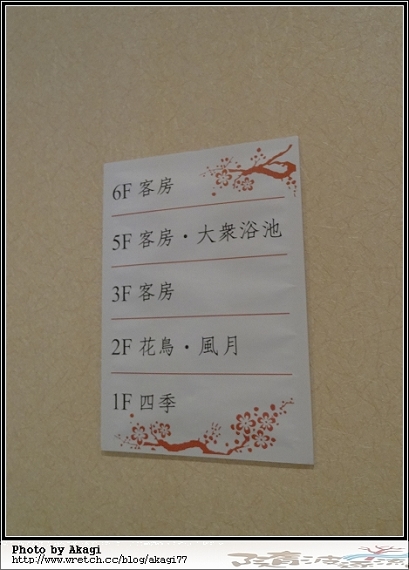 6F 客房
5F 客房・大衆浴池
3F 客房
2F 花鳥・風月
1F 四季
Photo by Akagi
http://www.wretch.cc/blog/akagi77